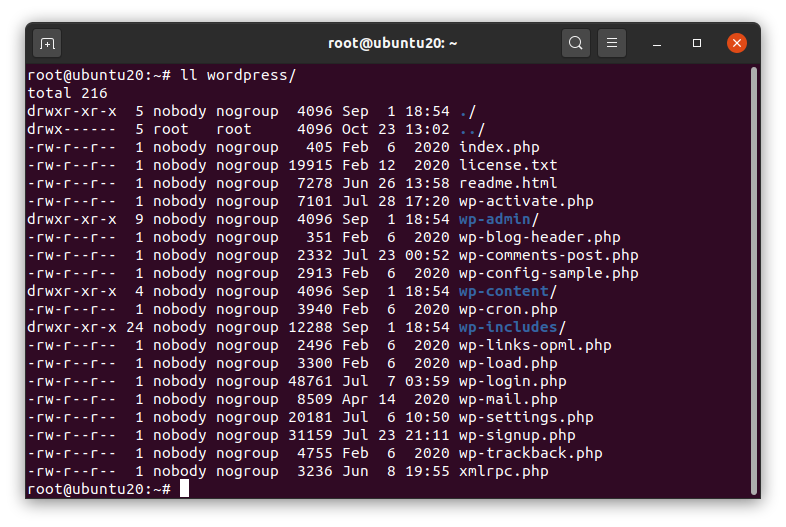 root@ubuntu20: ~
root@ubuntu20:~# ll wordpress/
total 216
drwxr-xr-x  5 nobody nogroup  4096 Sep  1 18:54 ./
drwx------  5 root   root     4096 Oct 23 13:02 ../
-rw-r--r--  1 nobody nogroup   405 Feb  6  2020 index.php
-rw-r--r--  1 nobody nogroup 19915 Feb 12  2020 license.txt
-rw-r--r--  1 nobody nogroup  7278 Jun 26 13:58 readme.html
-rw-r--r--  1 nobody nogroup  7101 Jul 28 17:20 wp-activate.php
drwxr-xr-x  9 nobody nogroup  4096 Sep  1 18:54 wp-admin/
-rw-r--r--  1 nobody nogroup   351 Feb  6  2020 wp-blog-header.php
-rw-r--r--  1 nobody nogroup  2332 Jul 23 00:52 wp-comments-post.php
-rw-r--r--  1 nobody nogroup  2913 Feb  6  2020 wp-config-sample.php
drwxr-xr-x  4 nobody nogroup  4096 Sep  1 18:54 wp-content/
-rw-r--r--  1 nobody nogroup  3940 Feb  6  2020 wp-cron.php
drwxr-xr-x 24 nobody nogroup 12288 Sep  1 18:54 wp-includes/
-rw-r--r--  1 nobody nogroup  2496 Feb  6  2020 wp-links-opml.php
-rw-r--r--  1 nobody nogroup  3300 Feb  6  2020 wp-load.php
-rw-r--r--  1 nobody nogroup 48761 Jul  7 03:59 wp-login.php
-rw-r--r--  1 nobody nogroup  8509 Apr 14  2020 wp-mail.php
-rw-r--r--  1 nobody nogroup 20181 Jul  6 10:50 wp-settings.php
-rw-r--r--  1 nobody nogroup 31159 Jul 23 21:11 wp-signup.php
-rw-r--r--  1 nobody nogroup  4755 Feb  6  2020 wp-trackback.php
-rw-r--r--  1 nobody nogroup  3236 Jun  8 19:55 xmlrpc.php
root@ubuntu20:~#